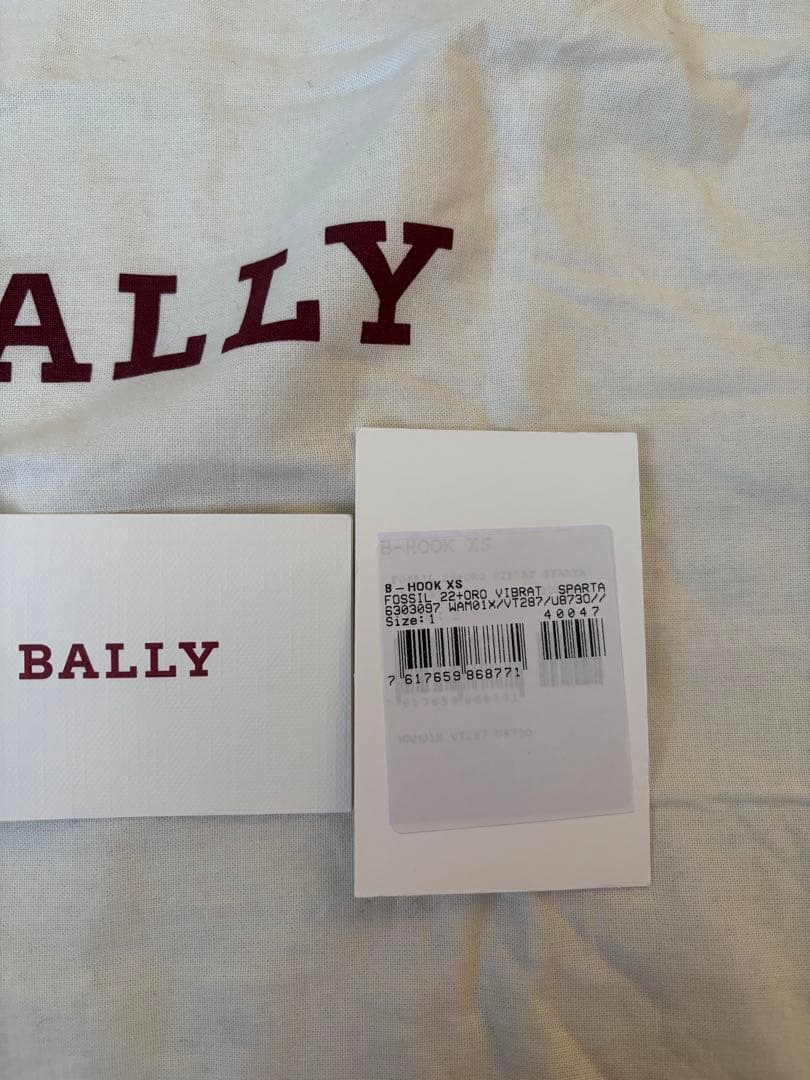 ALLY
BALLY
B-HOOK XS
B-HOOK XS
FOSSIL 22+ORO VIBRAT SPARTA
6303097 WAM01X/VT287/U8730//
Size:1
40047
7 617659 868771